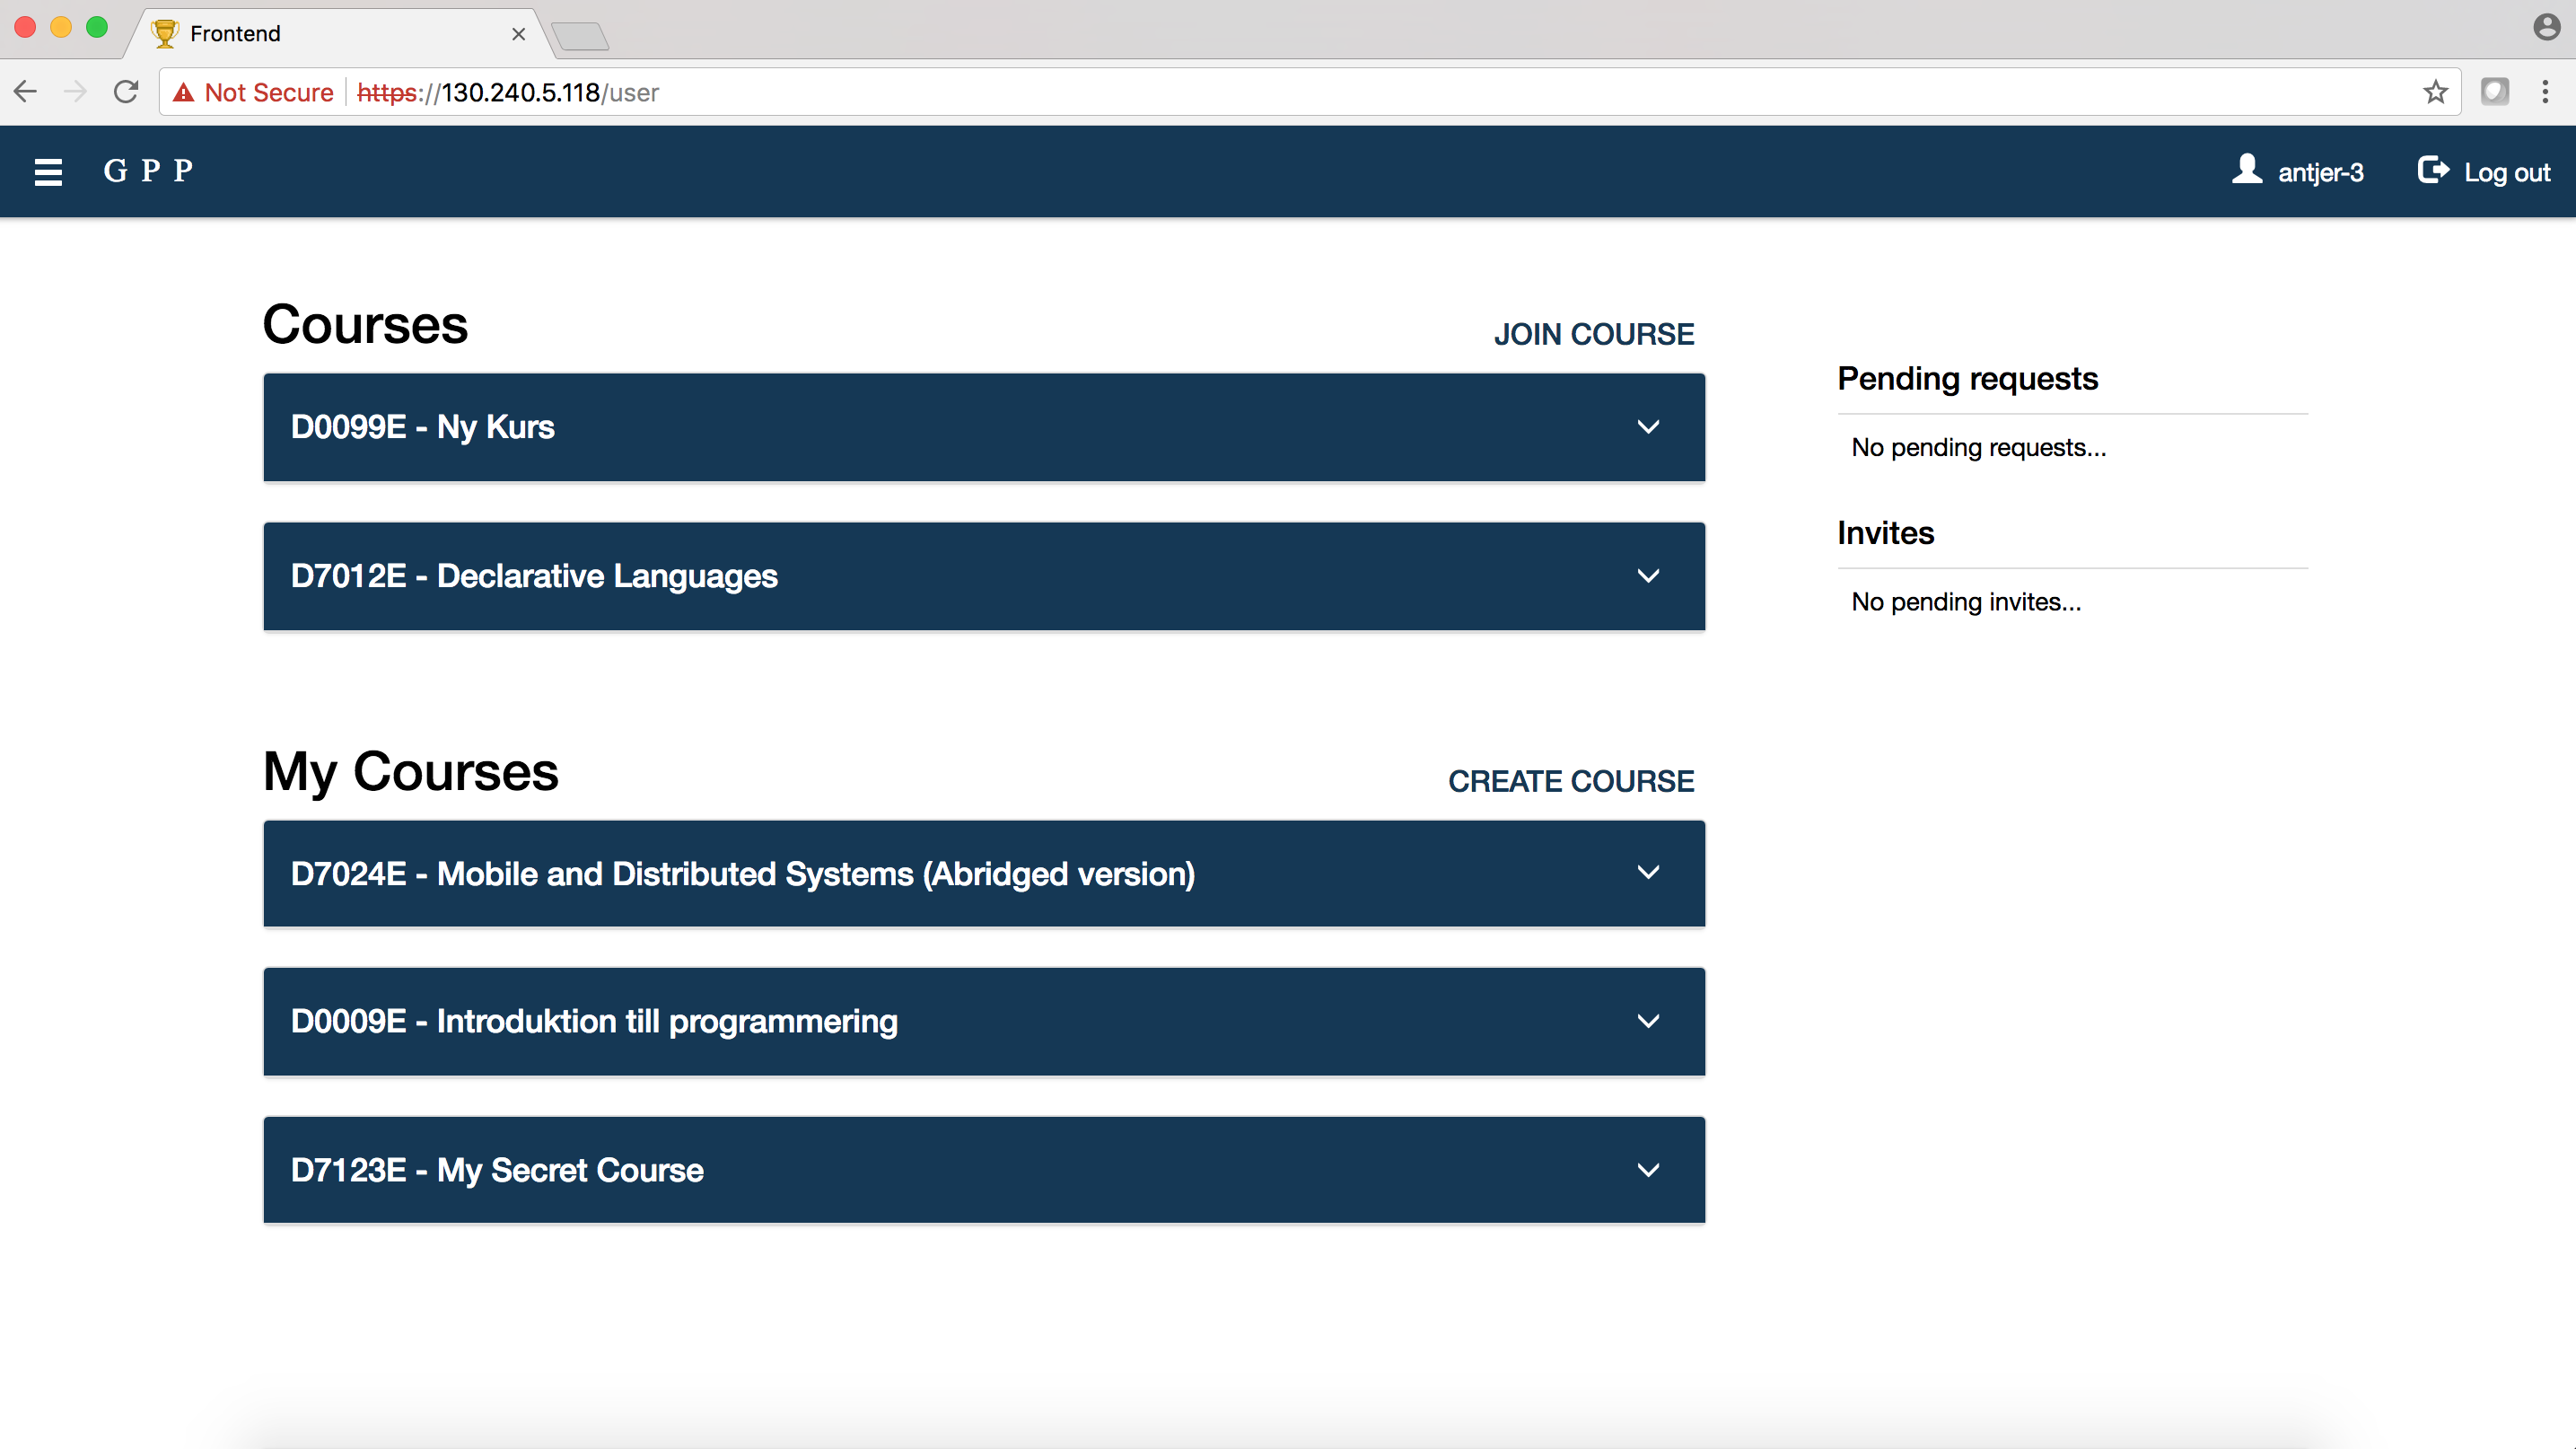 Frontend
Not Secure https://130.240.5.118/user
GPP
antjer-3
Log out
Courses
JOIN COURSE
D0099E - Ny Kurs
D7012E - Declarative Languages
Pending requests
No pending requests...
Invites
No pending invites...
My Courses
CREATE COURSE
D7024E - Mobile and Distributed Systems (Abridged version)
D0009E - Introduktion till programmering
D7123E - My Secret Course